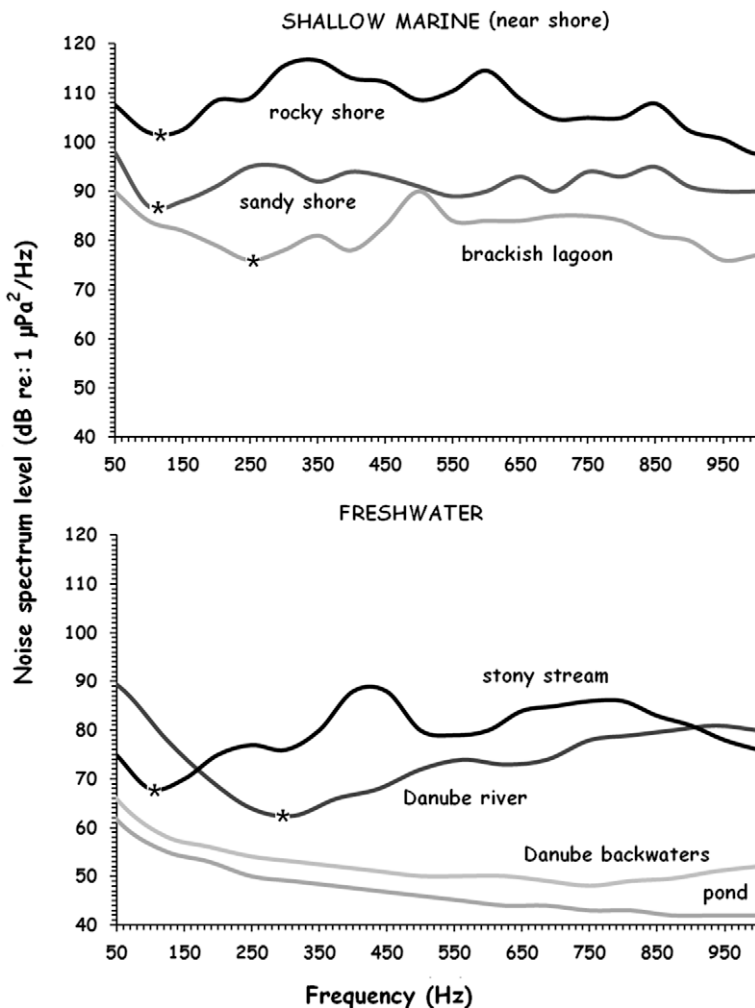 SHALLOW MARINE (near shore)
120
110
100
90
80
70
60
50
40
rocky shore
sandy shore
brackish lagoon
*
*
*
50 150 250 350 450 550 650 750 850 950
Noise spectrum level (dB re: 1 µPa²/Hz)
FRESHWATER
120
110
100
90
80
70
60
50
40
stony stream
Danube river
Danube backwaters
pond
*
*
50 150 250 350 450 550 650 750 850 950
Frequency (Hz)